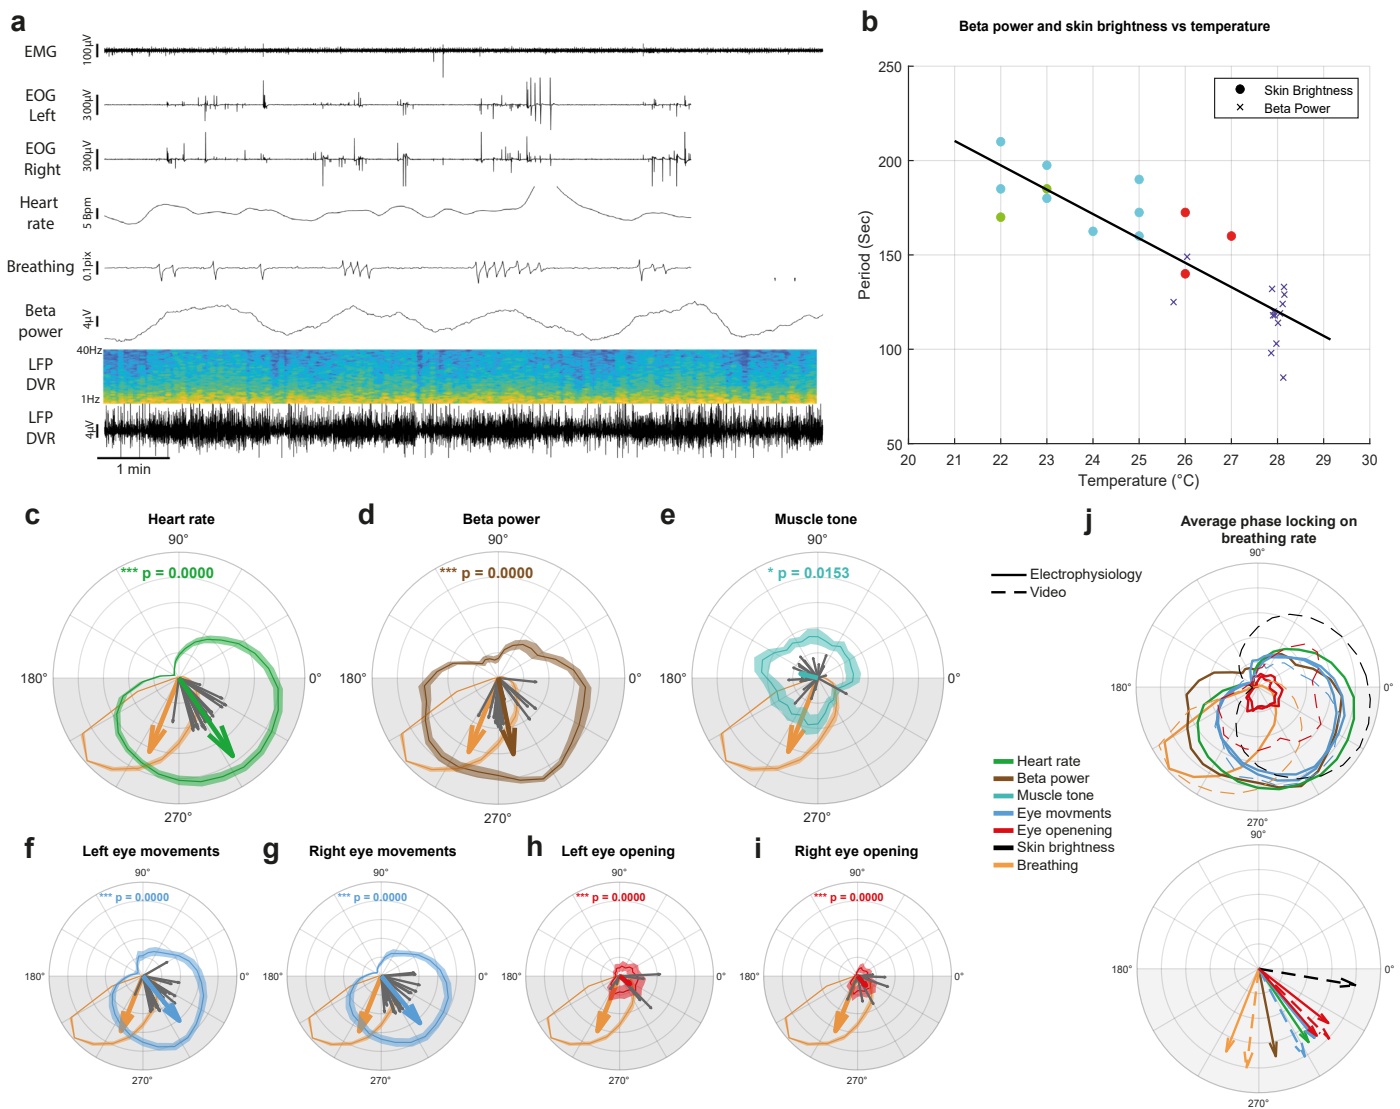 a
EMG
100µV
EOG
Left
300µV
EOG
Right
300µV
Heart
rate
5 Bpm
Breathing
0.1pix
Beta
power
4µV
40Hz
LFP
DVR
1Hz
LFP
DVR
4µV
1 min
b
Beta power and skin brightness vs temperature
Skin Brightness
Beta Power
250
200
150
100
50
Period (Sec)
20 21 22 23 24 25 26 27 28 29 30
Temperature (°C)
c
Heart rate
90°
*** p = 0.0000
180°
0°
270°
d
Beta power
90°
*** p = 0.0000
180°
0°
270°
e
Muscle tone
90°
* p = 0.0153
180°
0°
270°
f
Left eye movements
90°
*** p = 0.0000
180°
0°
270°
g
Right eye movements
90°
*** p = 0.0000
180°
0°
270°
h
Left eye opening
90°
*** p = 0.0000
180°
0°
270°
i
Right eye opening
90°
*** p = 0.0000
180°
0°
270°
j
Average phase locking on
breathing rate
90°
Electrophysiology
Video
180°
0°
270°
Heart rate
Beta power
Muscle tone
Eye movments
Eye openening
Skin brightness
Breathing
90°
180°
0°
270°